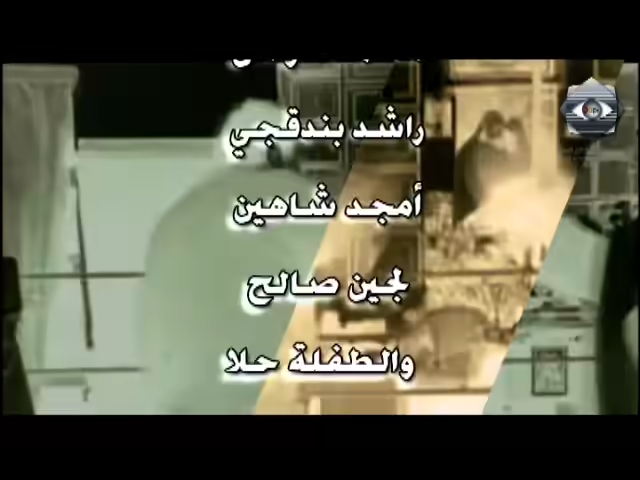 راشد بندقجي
أمجد شاهين
لجين صالح
والطفلة حلا